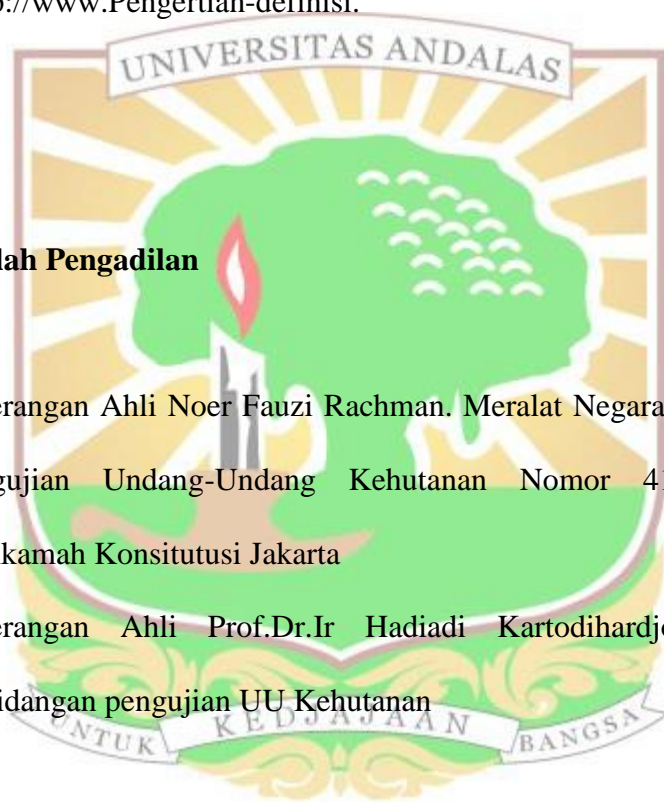 ://www.Pengertian-definisi.
UNIVERSITAS ANDALAS
lah Pengadilan
erangan Ahli Noer Fauzi Rachman. Meralat Negara
gujian Undang-Undang Kehutanan Nomor 41
kamah Konsitutusi Jakarta
erangan Ahli Prof.Dr.Ir Hadiadi Kartodihardjo
idangan pengujian UU Kehutanan
UNTUK KEDJAJAAN BANGSA